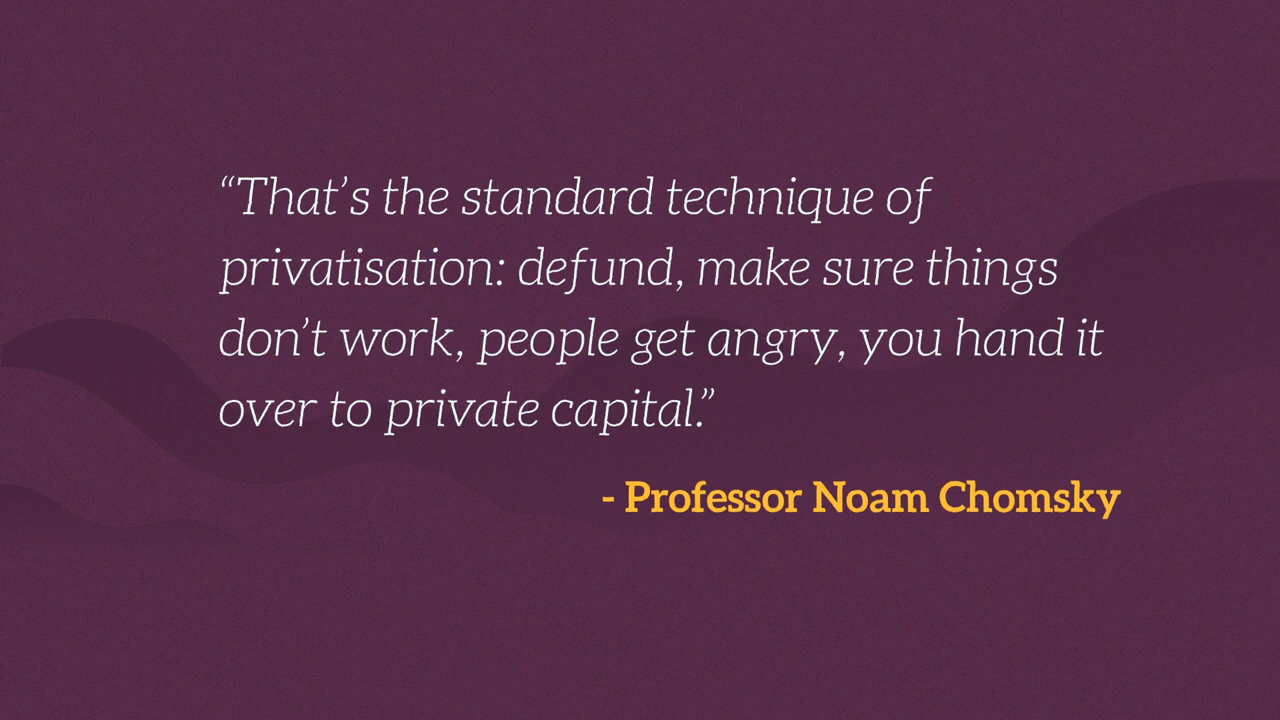 “That’s the standard technique of
privatisation: defund, make sure things
don’t work, people get angry, you hand it
over to private capital.”
- Professor Noam Chomsky